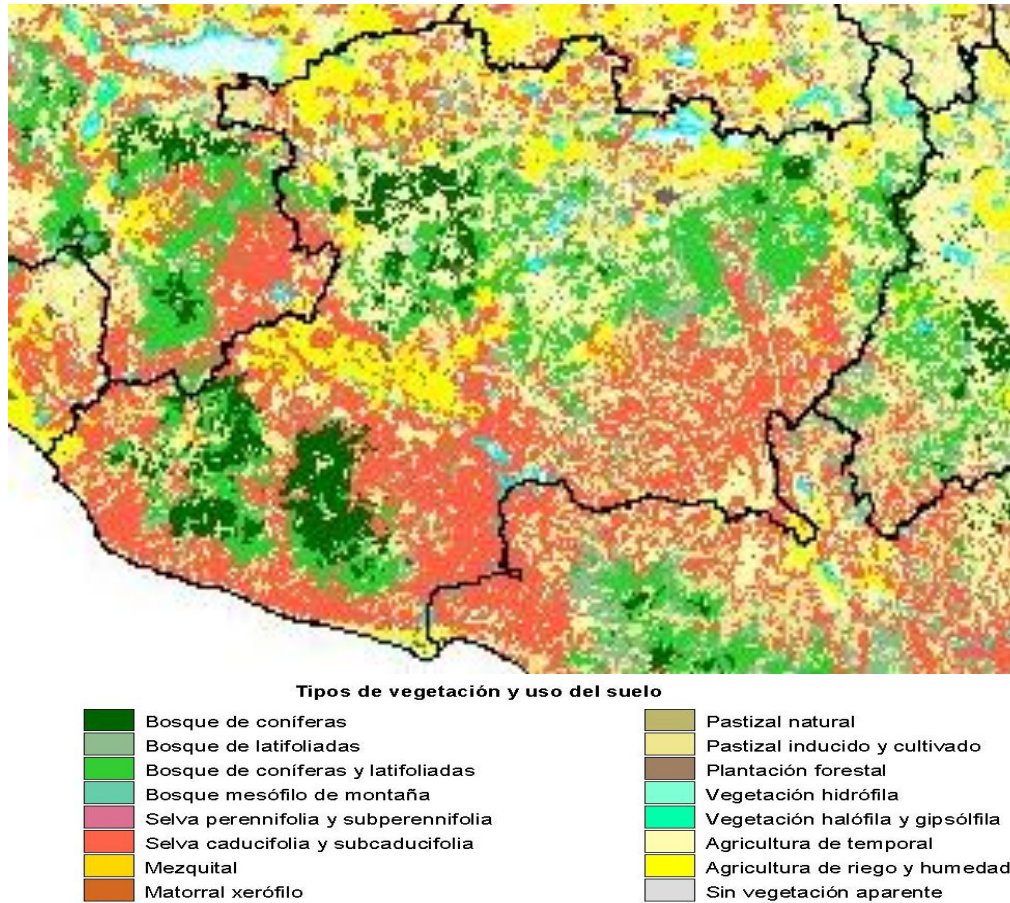 Tipos de vegetación y uso del suelo
Bosque de coníferas
Bosque de latifoliadas
Bosque de coníferas y latifoliadas
Bosque mesófilo de montaña
Selva perennifolia y subperennifolia
Selva caducifolia y subcaducifolia
Mezquital
Matorral xerófilo
Pastizal natural
Pastizal inducido y cultivado
Plantación forestal
Vegetación hidrófila
Vegetación halófila y gipsólfila
Agricultura de temporal
Agricultura de riego y humedad
Sin vegetación aparente